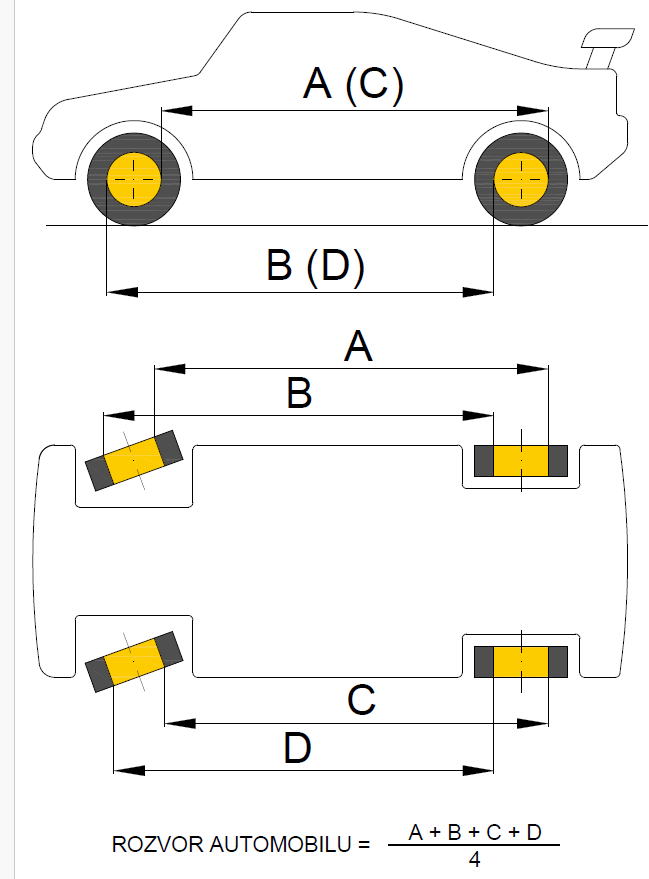 A (C)
B (D)
A
B
C
D
ROZVOR AUTOMOBILU = A + B + C + D
4